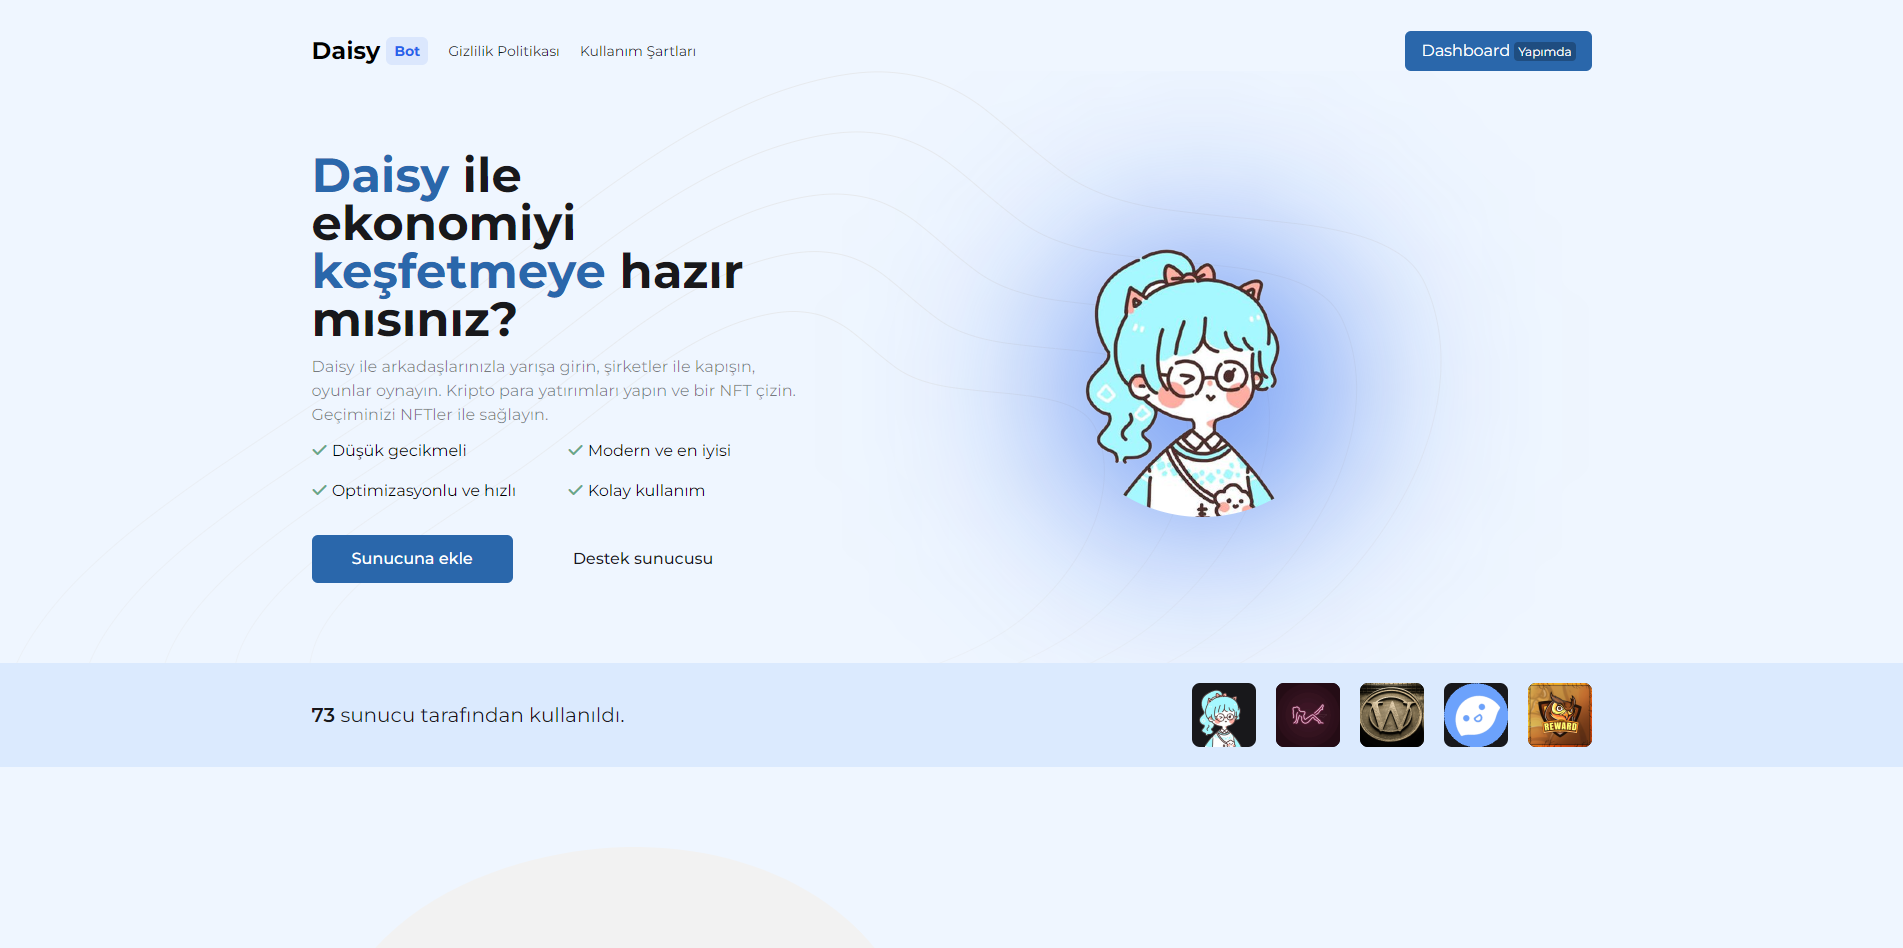 Daisy Bot Gizlilik Politikası Kullanım Şartları Dashboard Yapımda
Daisy ile
ekonomiyi
keşfetmeye hazır
mısınız?
Daisy ile arkadaşlarınızla yarışa girin, şirketler ile kapışın,
oyunlar oynayın. Kripto para yatırımları yapın ve bir NFT çizin.
Geçiminizi NFTler ile sağlayın.
Düşük gecikmeli Modern ve en iyisi
Optimizasyonlu ve hızlı Kolay kullanım
Sunucuna ekle Destek sunucusu
73 sunucu tarafından kullanıldı.
W
REWARD